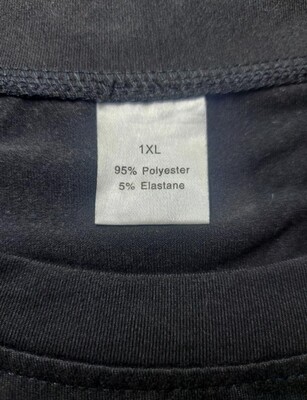 1XL
95% Polyester
5% Elastane